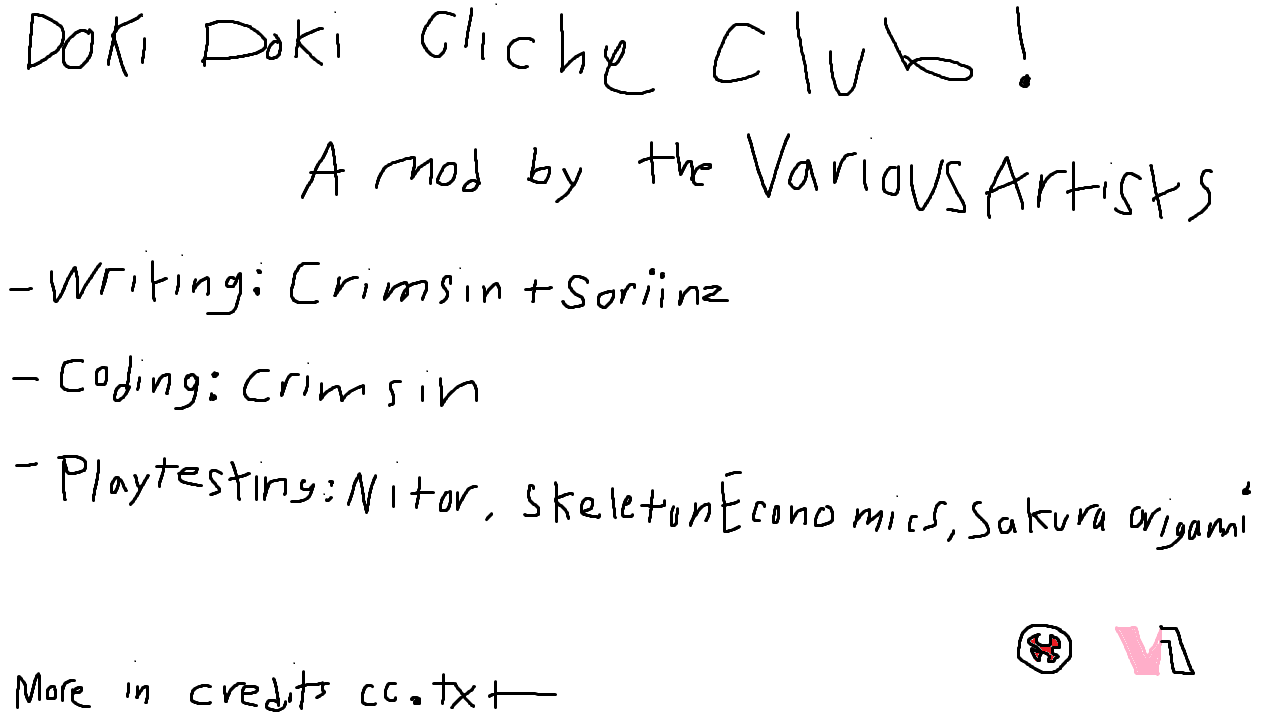 Doki Doki Cliche Club!
A mod by the Various Artists
- Writing: Crimsin + Soriinz
- Coding: Crimsin
- Playtesting: Nitor, SkeletonEconomics, Sakura origami
More in credits cc.txt